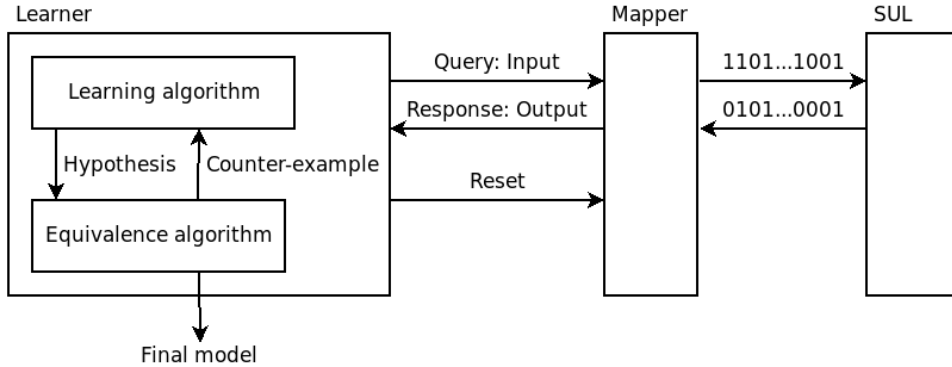 Learner
Mapper
SUL
Learning algorithm
Hypothesis
Counter-example
Equivalence algorithm
Final model
Query: Input
Response: Output
Reset
1101...1001
0101...0001